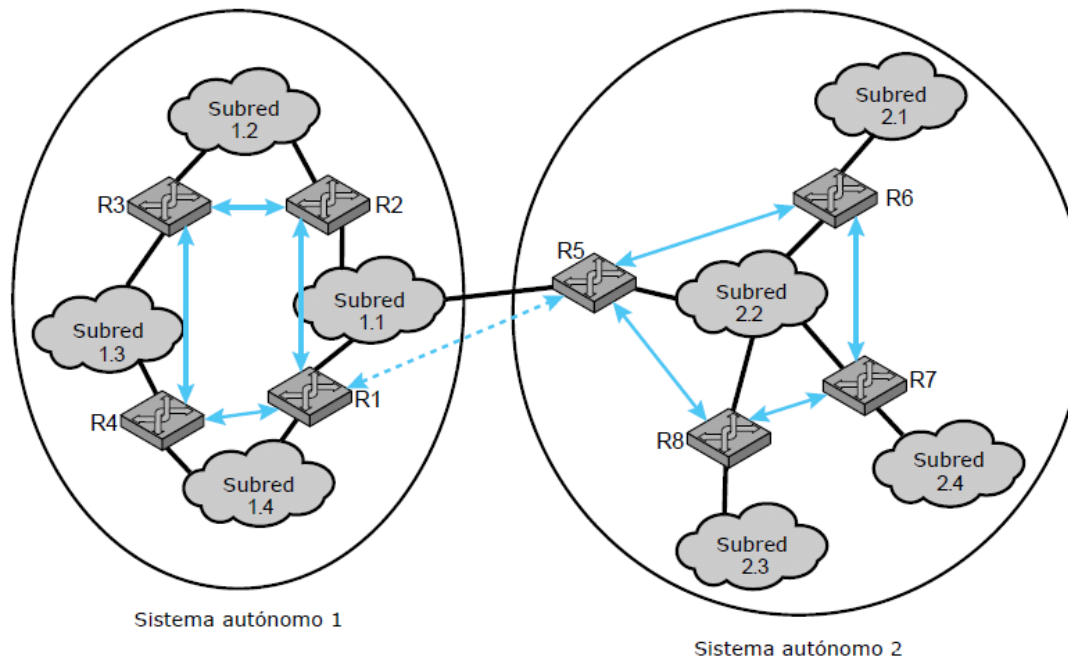 Subred
1.2
R3
R2
Subred
1.1
Subred
1.3
R4
R1
Subred
1.4
Sistema autónomo 1
Subred
2.1
R6
R5
Subred
2.2
R7
R8
Subred
2.4
Subred
2.3
Sistema autónomo 2